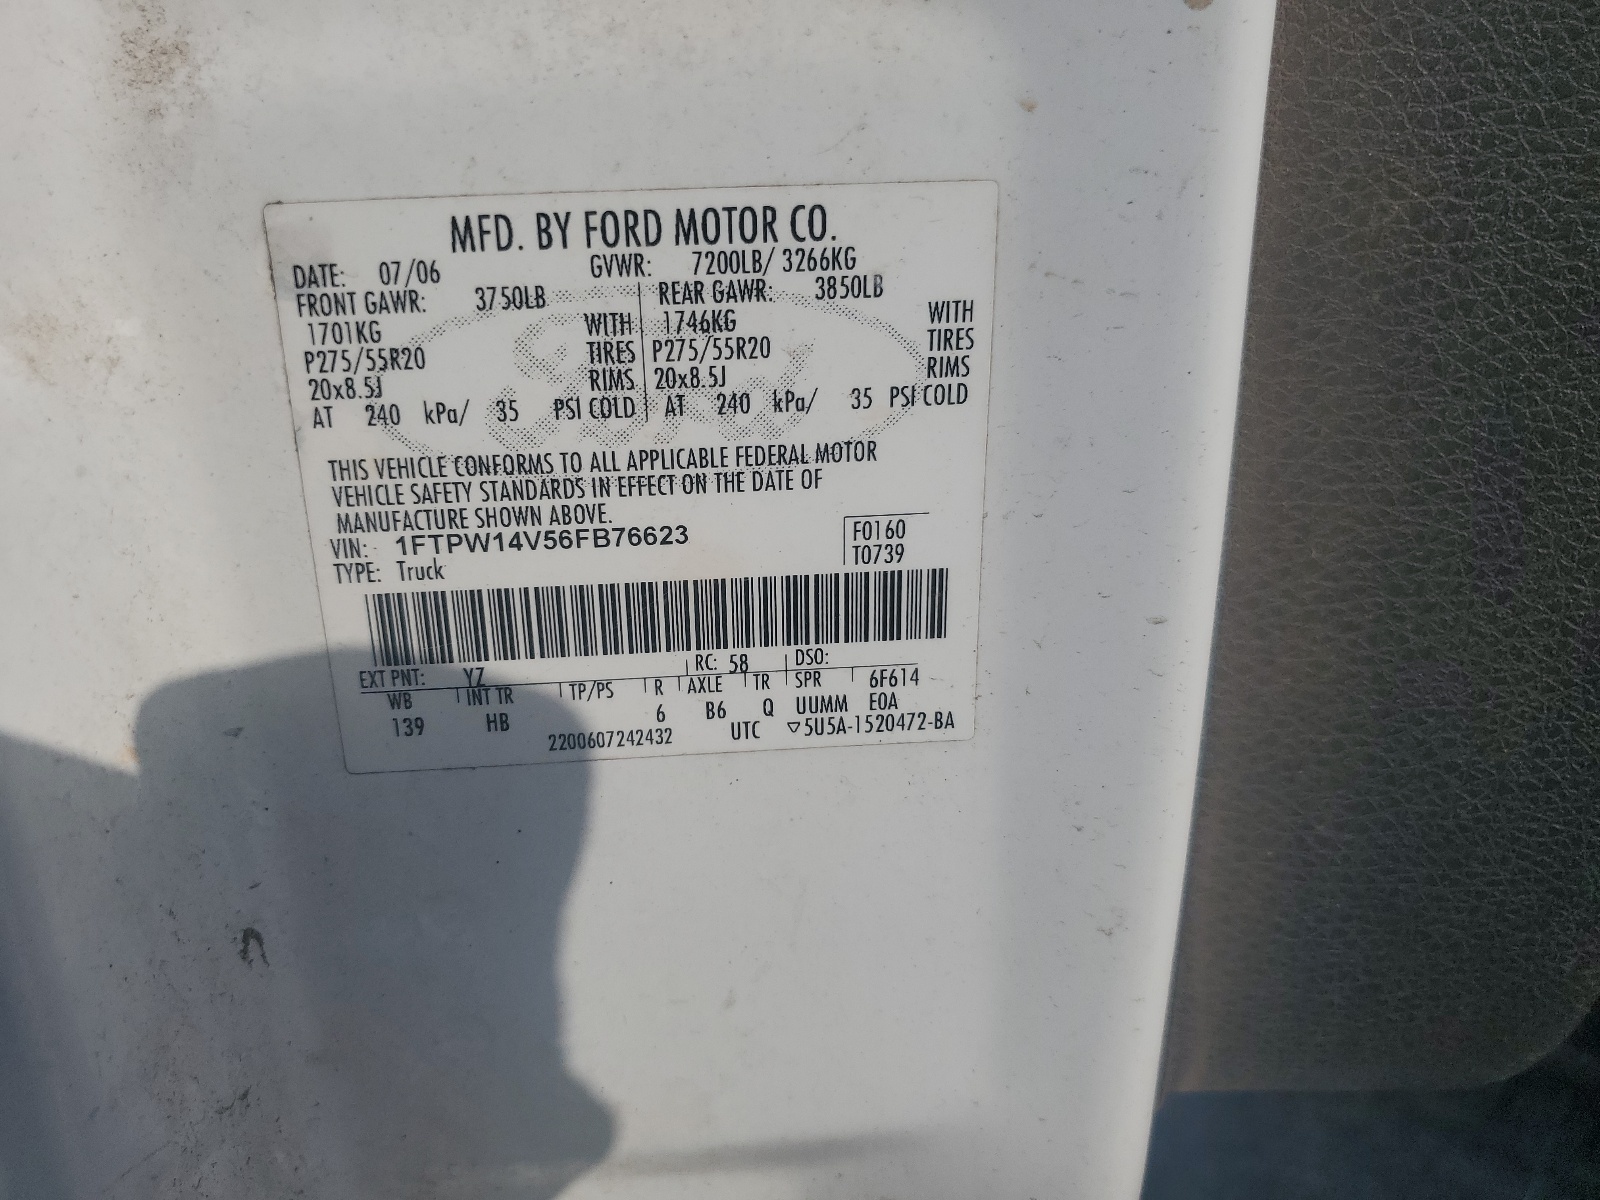 MFD. BY FORD MOTOR CO.
DATE: 07/06 GVWR: 7200LB/ 3266KG
FRONT GAWR: 3750LB REAR GAWR: 3850LB
1701KG WITH 1746KG WITH
P275/55R20 TIRES P275/55R20 TIRES
20x8.5J RIMS 20x8.5J RIMS
AT 240 kPa/ 35 PSI COLD AT 240 kPa/ 35 PSI COLD
THIS VEHICLE CONFORMS TO ALL APPLICABLE FEDERAL MOTOR
VEHICLE SAFETY STANDARDS IN EFFECT ON THE DATE OF
MANUFACTURE SHOWN ABOVE.
VIN: 1FTPW14V56FB76623 F0160
TYPE: Truck T0739
EXT PNT: YZ RC: 58 DSO:
WB INT TR TP/PS R AXLE TR SPR 6F614
139 HB 6 B6 Q UUMM E0A
2200607242432 UTC ▽5U5A-1520472-BA